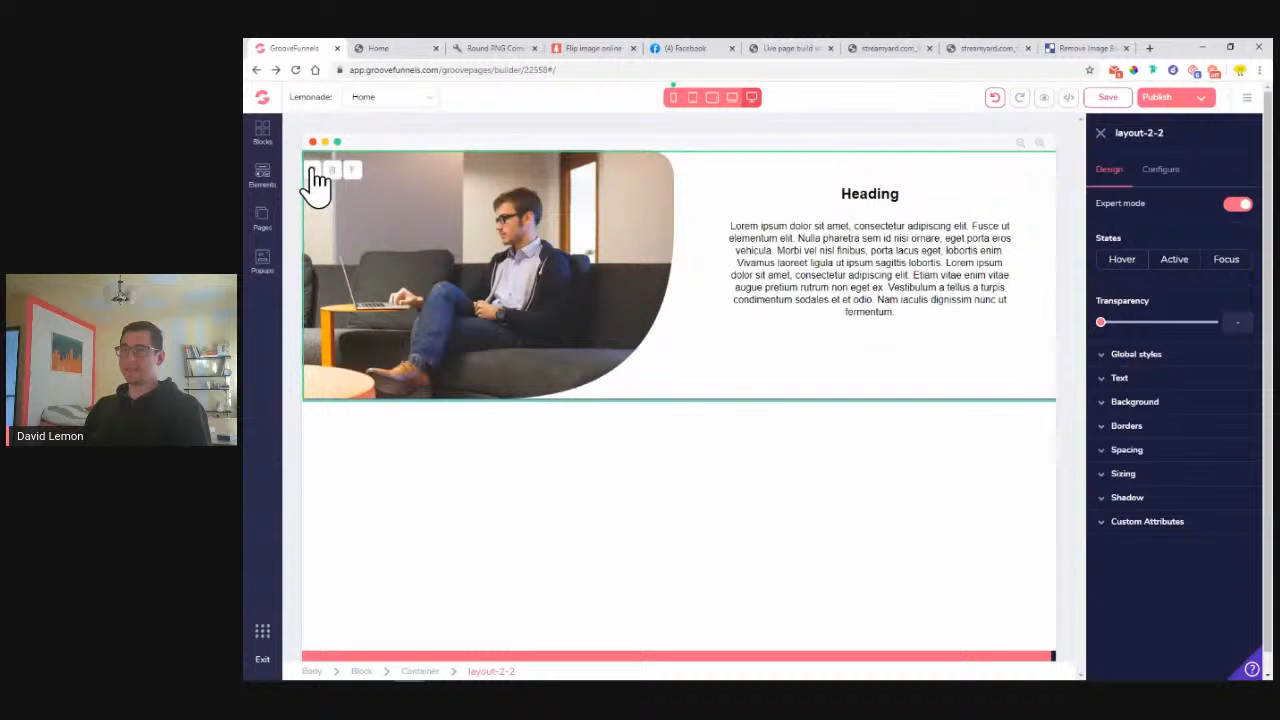 GrooveFunnels
Home
Round PNG Corn
Flip image online
(4) Facebook
Live page build w
streamyard.com_
streamyard.com_
Remove Image B
app.groovefunnels.com/groovepages/builder/22558#/
Lemonade:
Home
Save
Publish
Blocks
Elements
Pages
Popups
Exit
Heading
Lorem ipsum dolor sit amet, consectetur adipiscing elit. Fusce ut
elementum elit. Nulla pharetra sem id nisi ornare, eget porta eros
vehicula. Morbi vel nisl finibus, porta lacus eget, lobortis enim.
Vivamus laoreet ligula ut ipsum sagittis lobortis. Lorem ipsum
dolor sit amet, consectetur adipiscing elit. Etiam vitae enim vitae
augue pretium rutrum non eget ex. Vestibulum a tellus a turpis
condimentum sodales et et odio. Nam iaculis dignissim nunc ut
fermentum.
layout-2-2
Design
Configure
Expert mode
States
Hover
Active
Focus
Transparency
-
Global styles
Text
Background
Borders
Spacing
Sizing
Shadow
Custom Attributes
Body
Block
Container
layout-2-2
David Lemon